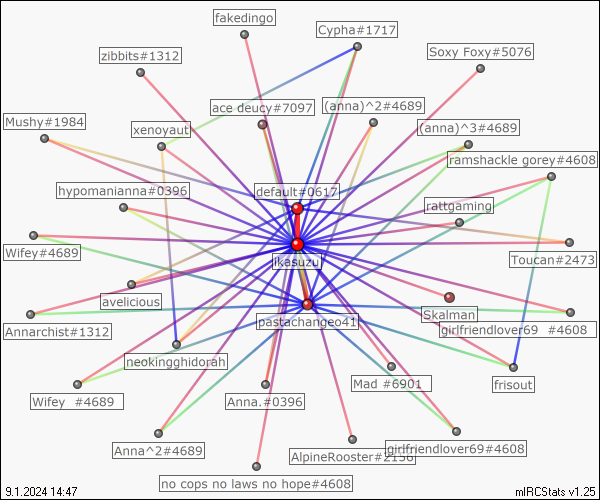 fakedingo
Cypha#1717
zibbits#1312
Soxy Foxy#5076
ace deucy#7097
(anna)^2#4689
Mushy#1984
xenoyaut
(anna)^3#4689
ramshackle gorey#4608
hypomanianna#0396
default#0617
rattgaming
Wifey#4689
ikasuzu
Toucan#2473
avelicious
Skalman
Annarchist#1312
pastachangeo41
girlfriendlover69 #4608
neokingghidorah
Wifey #4689
Anna.#0396
Mad #6901
frisout
Anna^2#4689
AlpineRooster#2156
girlfriendlover69#4608
no cops no laws no hope#4608
9.1.2024 14:47
mIRCStats v1.25